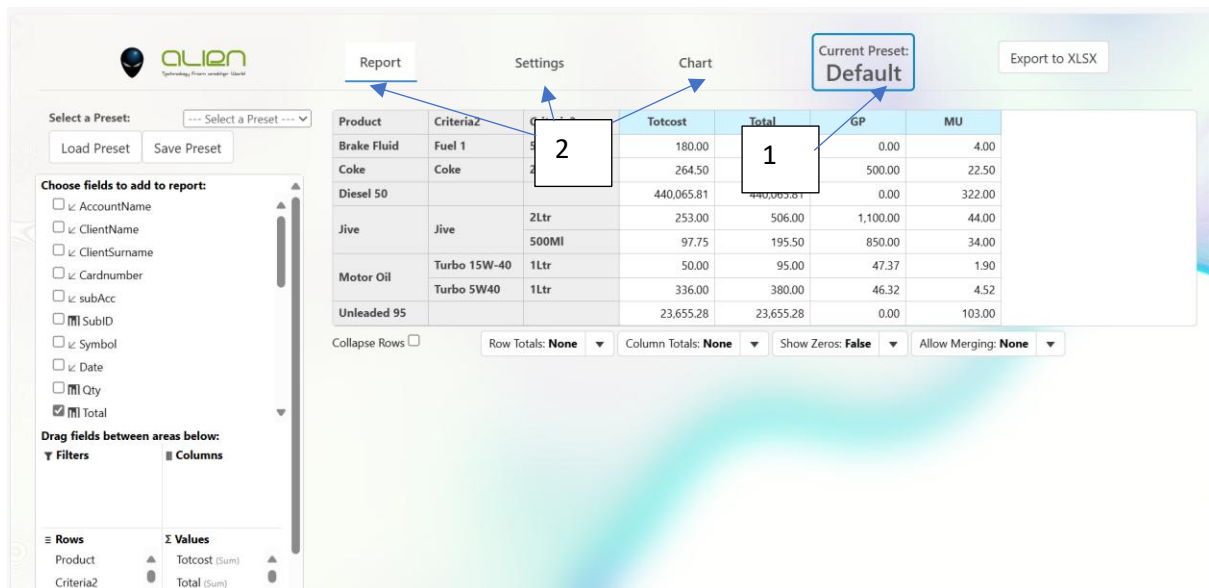 ALIEN
Technology From another World
Report Settings Chart Current Preset: Default Export to XLSX
Select a Preset: --- Select a Preset ---
Load Preset Save Preset
Choose fields to add to report:
AccountName
ClientName
ClientSurname
Cardnumber
subAcc
SubID
Symbol
Date
Qty
Total
Drag fields between areas below:
Filters Columns
Rows Values
Product Totcost (Sum)
Criteria2 Total (Sum)
Product Criteria2 Totcost Total GP MU
Brake Fluid Fuel 1 180.00 0.00 4.00
Coke Coke 264.50 500.00 22.50
Diesel 50 440,065.81 440,065.81 0.00 322.00
Jive Jive 2Ltr 253.00 506.00 1,100.00 44.00
500Ml 97.75 195.50 850.00 34.00
Motor Oil Turbo 15W-40 1Ltr 50.00 95.00 47.37 1.90
Turbo 5W40 1Ltr 336.00 380.00 46.32 4.52
Unleaded 95 23,655.28 23,655.28 0.00 103.00
2
1
Collapse Rows Row Totals: None Column Totals: None Show Zeros: False Allow Merging: None